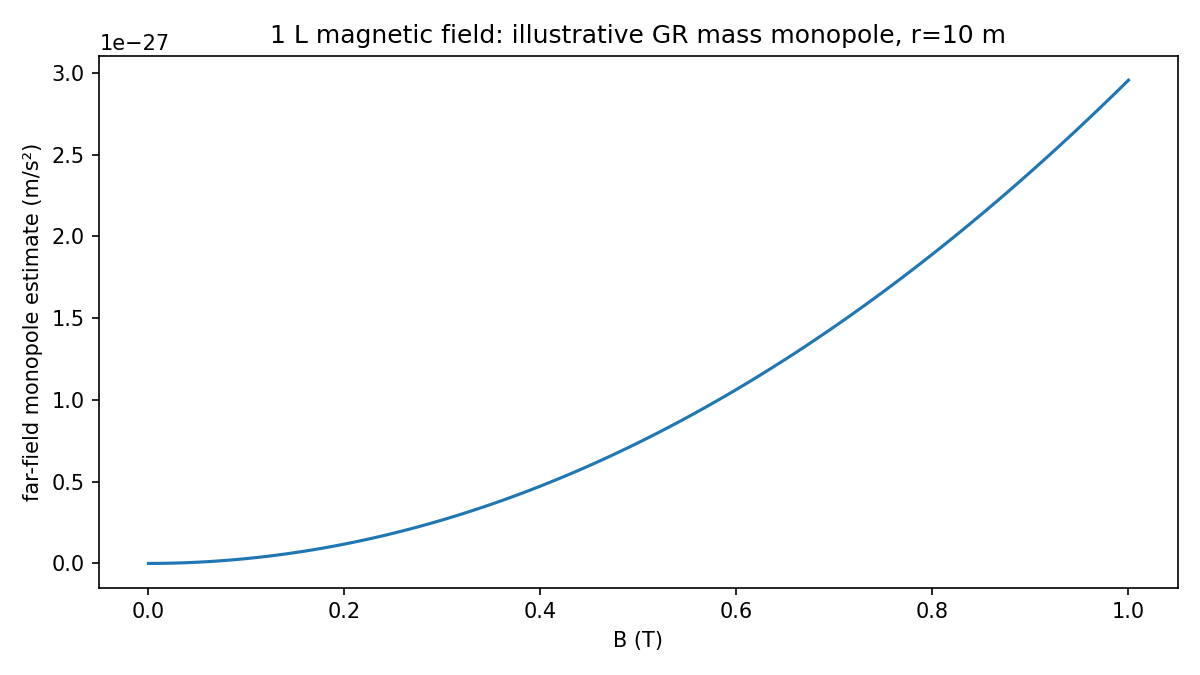 1 L magnetic field: illustrative GR mass monopole, r=10 m
1e−27
far-field monopole estimate (m/s²)
3.0
2.5
2.0
1.5
1.0
0.5
0.0
0.0 0.2 0.4 0.6 0.8 1.0
B (T)